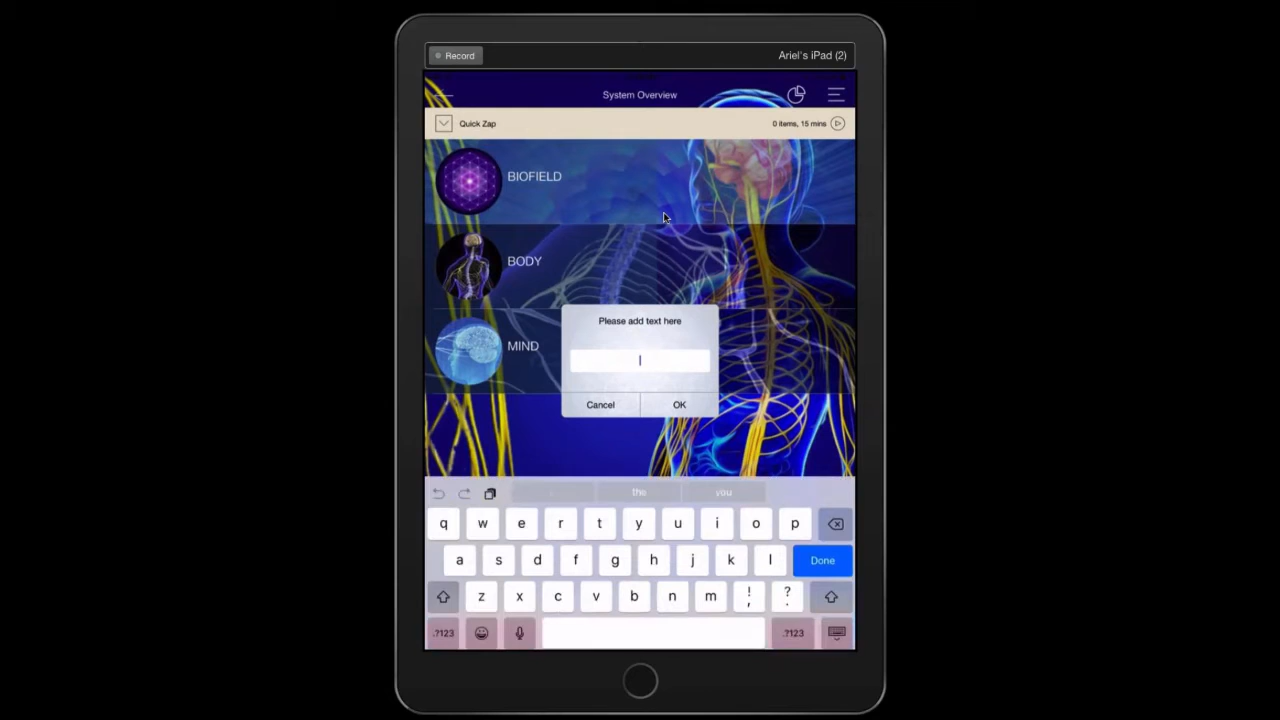 Record
Ariel's iPad (2)
System Overview
Quick Zap
0 items, 15 mins
BIOFIELD
BODY
MIND
Please add text here
Cancel
OK
the
you
q w e r t y u i o p
a s d f g h j k l Done
z x c v b n m ! , ? .
.?123
.?123